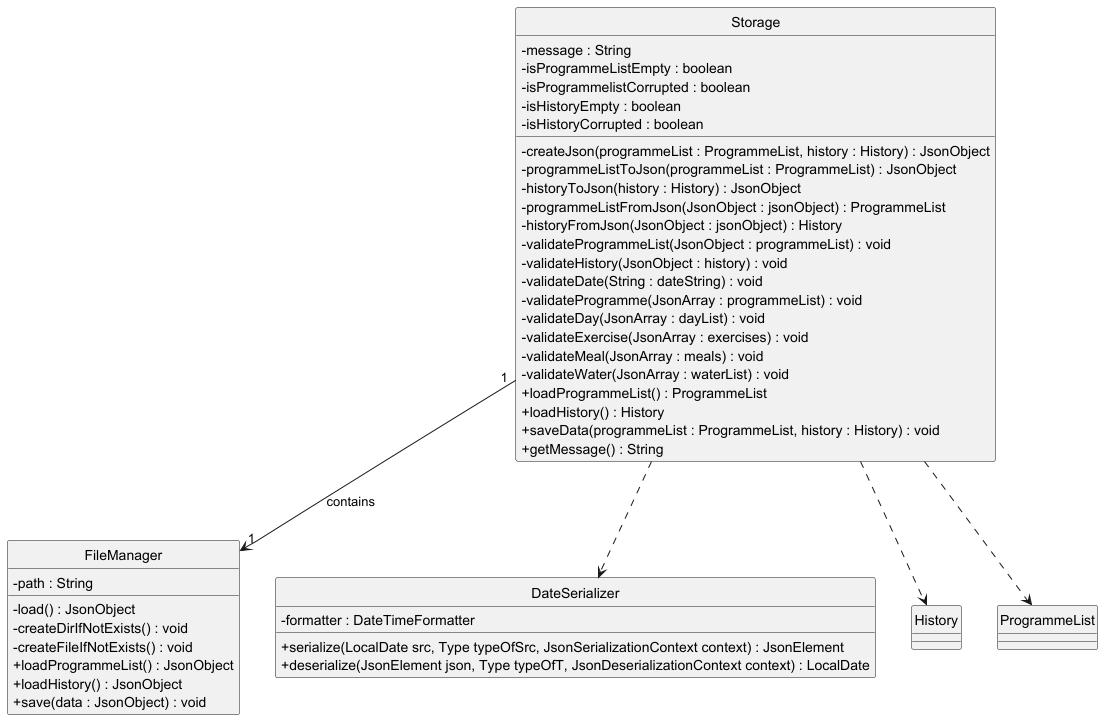 Storage
-message : String
-isProgrammeListEmpty : boolean
-isProgrammelistCorrupted : boolean
-isHistoryEmpty : boolean
-isHistoryCorrupted : boolean
-createJson(programmeList : ProgrammeList, history : History) : JsonObject
-programmeListToJson(programmeList : ProgrammeList) : JsonObject
-historyToJson(history : History) : JsonObject
-programmeListFromJson(JsonObject : jsonObject) : ProgrammeList
-historyFromJson(JsonObject : jsonObject) : History
-validateProgrammeList(JsonObject : programmeList) : void
-validateHistory(JsonObject : history) : void
-validateDate(String : dateString) : void
-validateProgramme(JsonArray : programmeList) : void
-validateDay(JsonArray : dayList) : void
-validateExercise(JsonArray : exercises) : void
-validateMeal(JsonArray : meals) : void
-validateWater(JsonArray : waterList) : void
+loadProgrammeList() : ProgrammeList
+loadHistory() : History
+saveData(programmeList : ProgrammeList, history : History) : void
+getMessage() : String
1
contains
1
FileManager
-path : String
-load() : JsonObject
-createDirIfNotExists() : void
-createFileIfNotExists() : void
+loadProgrammeList() : JsonObject
+loadHistory() : JsonObject
+save(data : JsonObject) : void
DateSerializer
-formatter : DateTimeFormatter
+serialize(LocalDate src, Type typeOfSrc, JsonSerializationContext context) : JsonElement
+deserialize(JsonElement json, Type typeOfT, JsonDeserializationContext context) : LocalDate
History
ProgrammeList